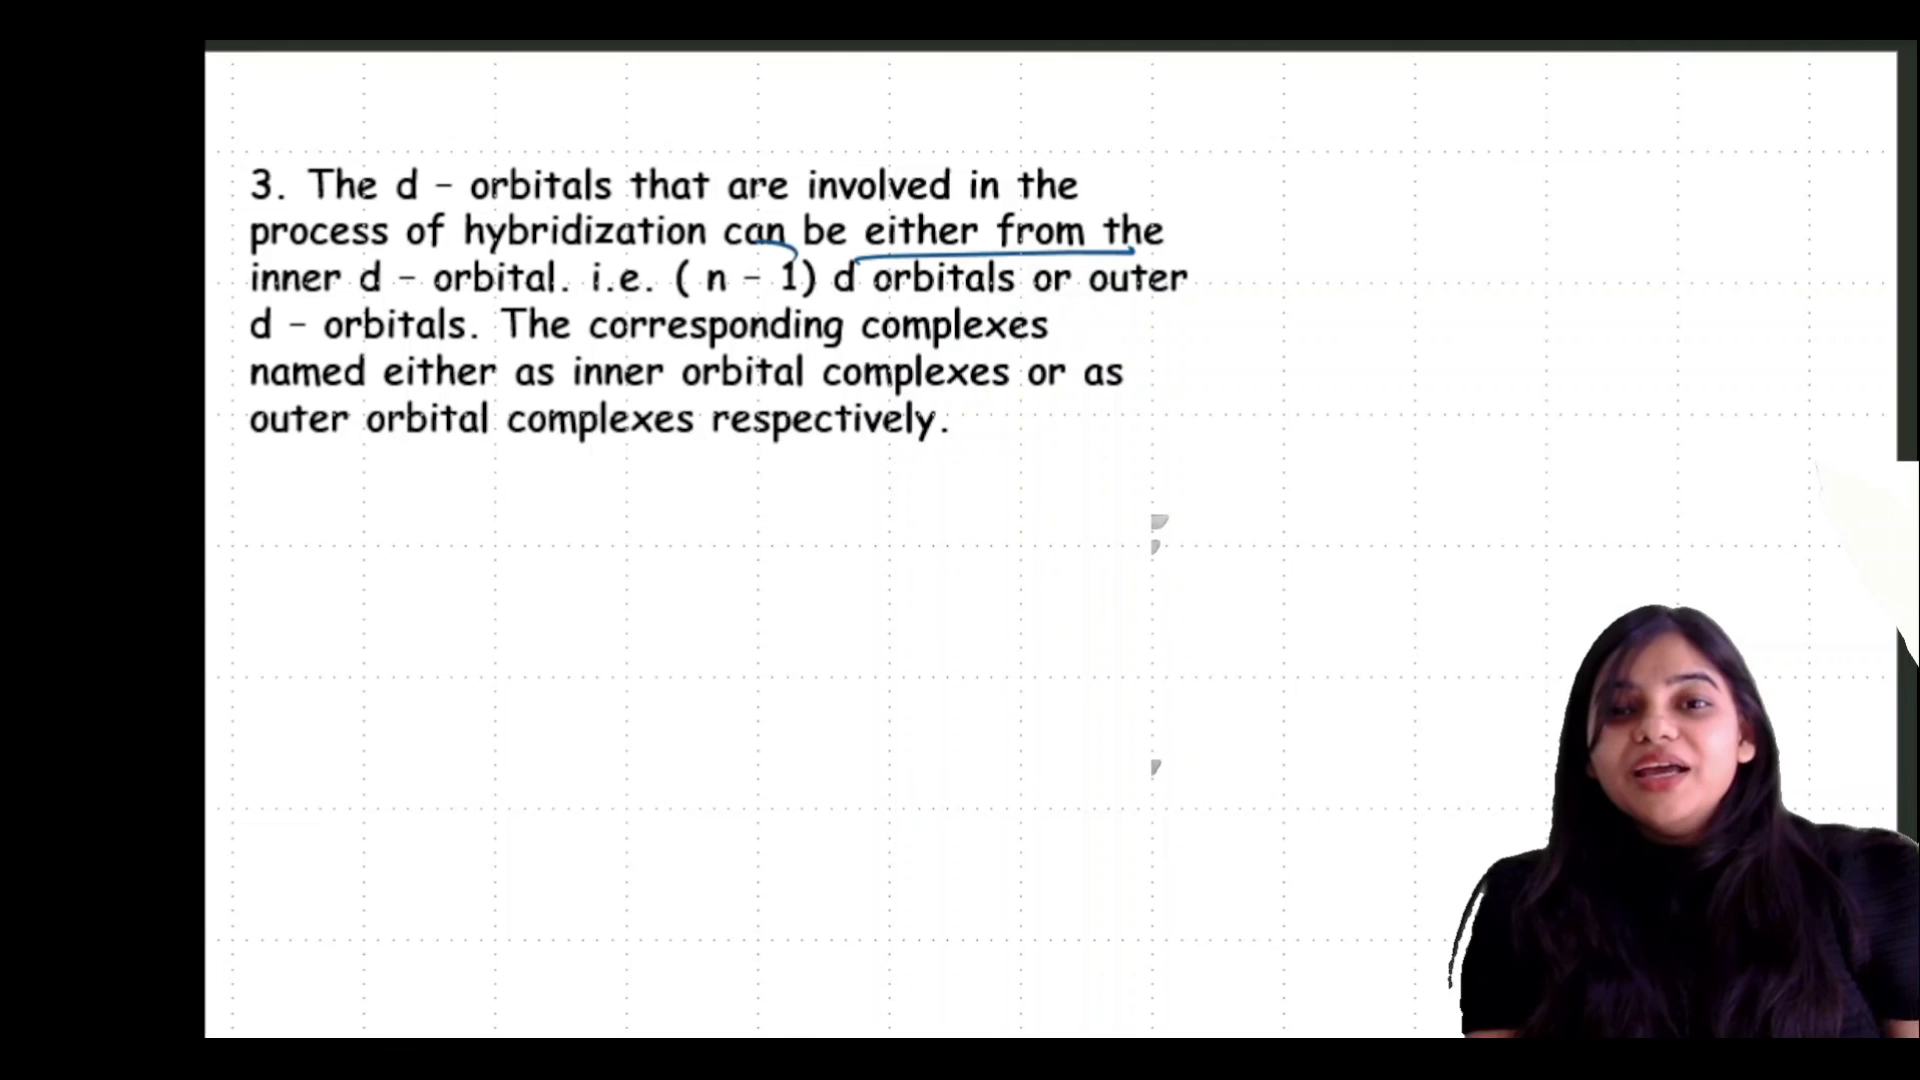 3. The d - orbitals that are involved in the
process of hybridization can be either from the
inner d - orbital. i.e. ( n - 1) d orbitals or outer
d - orbitals. The corresponding complexes
named either as inner orbital complexes or as
outer orbital complexes respectively.